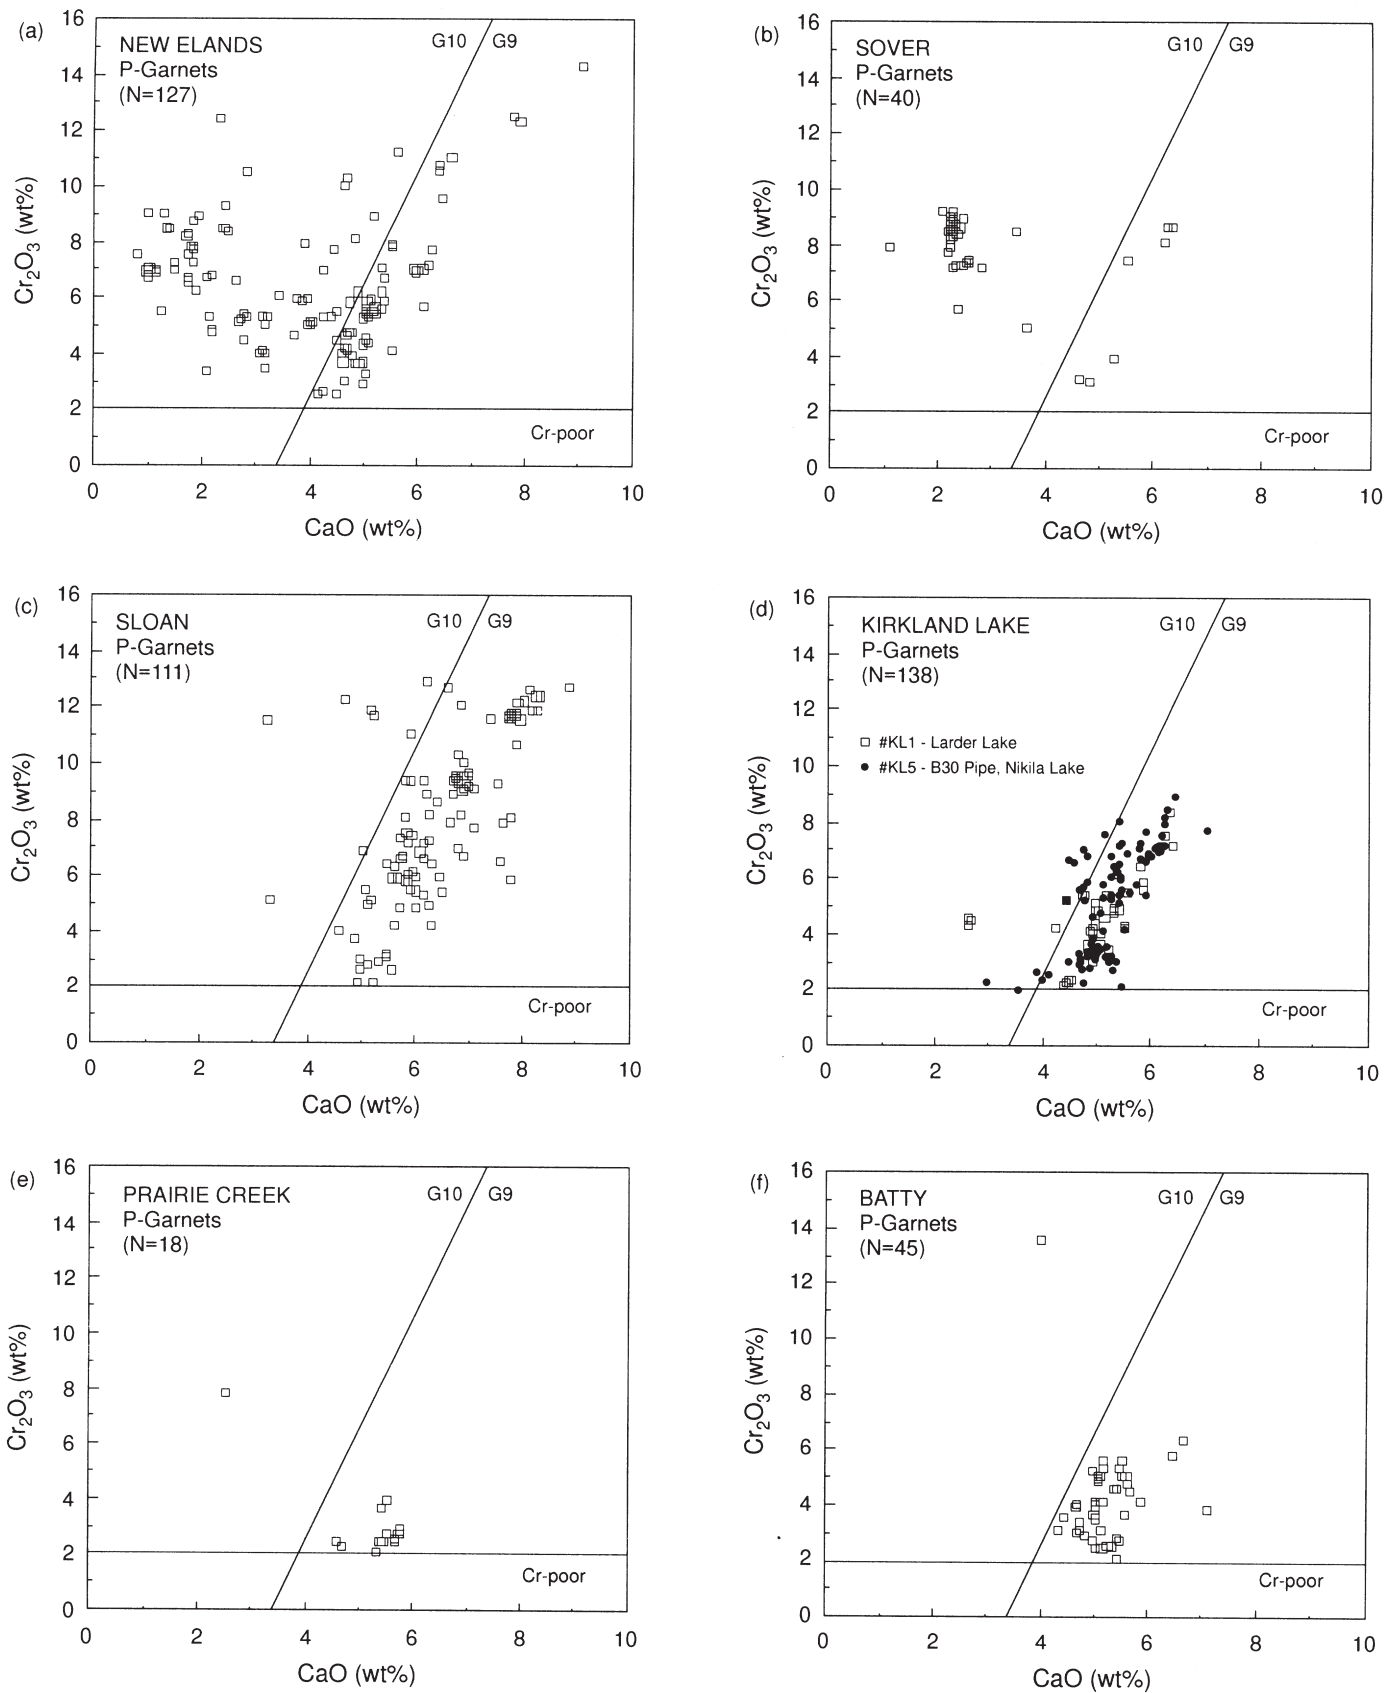 (a)
NEW ELANDS
P-Garnets
(N=127)
G10 G9
Cr-poor
16
14
12
10
8
6
4
2
0
Cr2O3 (wt%)
0 2 4 6 8 10
CaO (wt%)
(b)
SOVER
P-Garnets
(N=40)
G10 G9
Cr-poor
16
14
12
10
8
6
4
2
0
Cr2O3 (wt%)
0 2 4 6 8 10
CaO (wt%)
(c)
SLOAN
P-Garnets
(N=111)
G10 G9
Cr-poor
16
14
12
10
8
6
4
2
0
Cr2O3 (wt%)
0 2 4 6 8 10
CaO (wt%)
(d)
KIRKLAND LAKE
P-Garnets
(N=138)
G10 G9
#KL1 - Larder Lake
#KL5 - B30 Pipe, Nikila Lake
Cr-poor
16
14
12
10
8
6
4
2
0
Cr2O3 (wt%)
0 2 4 6 8 10
CaO (wt%)
(e)
PRAIRIE CREEK
P-Garnets
(N=18)
G10 G9
Cr-poor
16
14
12
10
8
6
4
2
0
Cr2O3 (wt%)
0 2 4 6 8 10
CaO (wt%)
(f)
BATTY
P-Garnets
(N=45)
G10 G9
Cr-poor
16
14
12
10
8
6
4
2
0
Cr2O3 (wt%)
0 2 4 6 8 10
CaO (wt%)